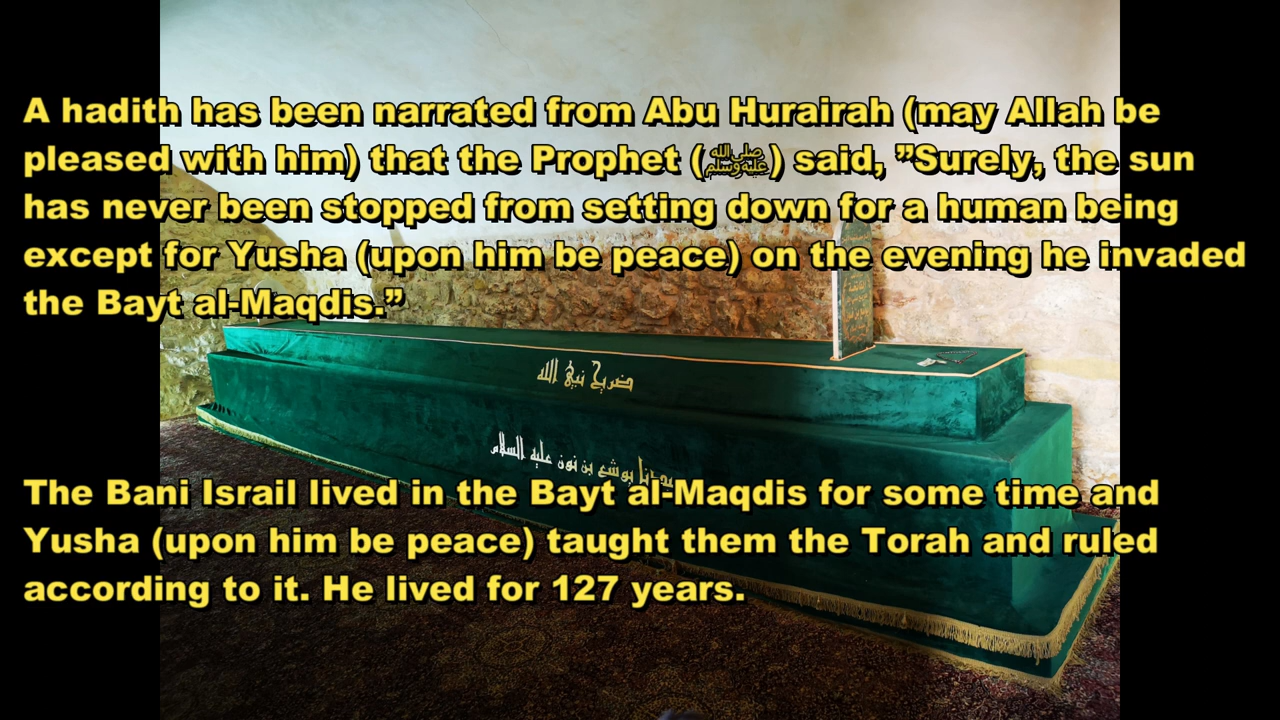 A hadith has been narrated from Abu Hurairah (may Allah be
pleased with him) that the Prophet (ﷺ) said, ”Surely, the sun
has never been stopped from setting down for a human being
except for Yusha (upon him be peace) on the evening he invaded
the Bayt al-Maqdis.”
ضريح نبي الله
سيدنا يوشع بن نون عليه السلام
The Bani Israil lived in the Bayt al-Maqdis for some time and
Yusha (upon him be peace) taught them the Torah and ruled
according to it. He lived for 127 years.